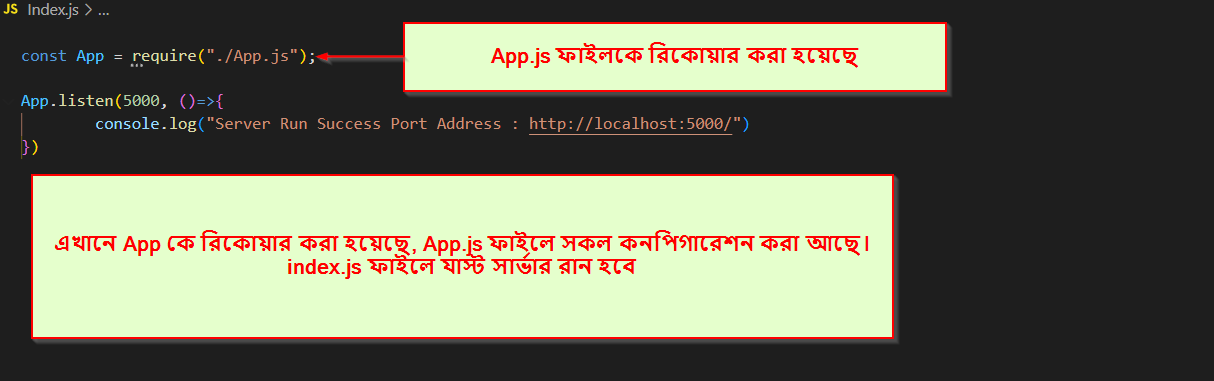 JS Index.js > ...
const App = require("./App.js");
App.js ফাইলকে রিকোয়ার করা হয়েছে
App.listen(5000, ()=>{
console.log("Server Run Success Port Address : http://localhost:5000/")
})
এখানে App কে রিকোয়ার করা হয়েছে, App.js ফাইলে সকল কনপিগারেশন করা আছে।
index.js ফাইলে যাস্ট সার্ভার রান হবে